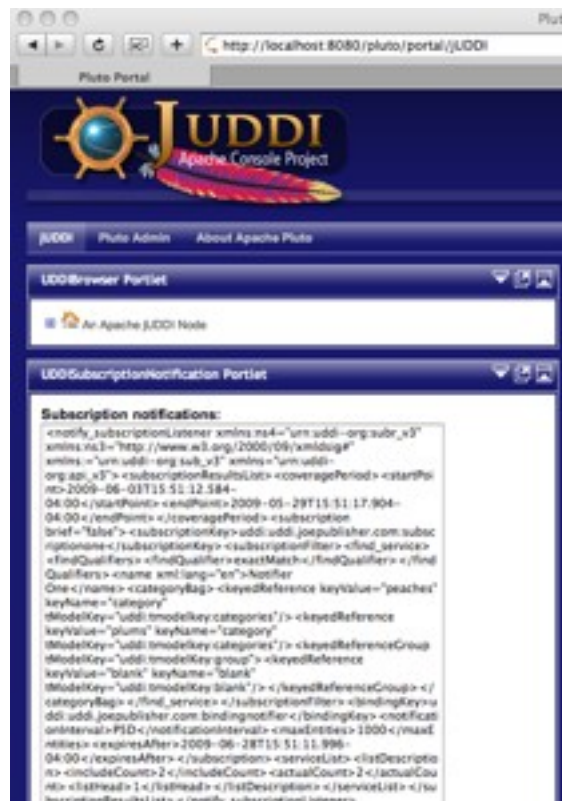 Plut
http://localhost:8080/pluto/portal/jUDDI
Pluto Portal
JUDDI
Apache Console Project
jUDDI Pluto Admin About Apache Pluto
UDDIBrowser Portlet
An Apache jUDDI Node
UDDISubscriptionNotification Portlet
Subscription notifications:
<notify_subscriptionListener xmlns:ns4="urn:uddi-org:subr_v3"
xmlns:ns3="http://www.w3.org/2000/09/xmldsig#"
xmlns:="urn:uddi-org:sub_v3" xmlns="urn:uddi-
org:api_v3"><subscriptionResultsList><coveragePeriod><startPoi
nt>2009-06-03T15:51:12.584-
04:00</startPoint><endPoint>2009-05-29T15:51:17.904-
04:00</endPoint></coveragePeriod><subscription
brief="false"><subscriptionKey>uddi:uddi.joepublisher.com:subsc
riptionone</subscriptionKey><subscriptionFilter><find_service>
<findQualifiers><findQualifier>exactMatch</findQualifier></find
Qualifiers><name xml:lang="en">Notifier
One</name><categoryBag><keyedReference keyValue="peaches"
keyName="category"
tModelKey="uddi:tmodelkey:categories"/><keyedReference
keyValue="plums" keyName="category"
tModelKey="uddi:tmodelkey:categories"/><keyedReferenceGroup
tModelKey="uddi:tmodelkey:group"><keyedReference
keyValue="blank" keyName="blank"
tModelKey="uddi:tmodelkey:blank"/></keyedReferenceGroup></
categoryBag></find_service></subscriptionFilter><bindingKey>u
ddi:uddi.joepublisher.com:bindingnotifier</bindingKey><notificati
onInterval>P5D</notificationInterval><maxEntities>1000</maxE
ntities><expiresAfter>2009-06-28T15:51:11.996-
04:00</expiresAfter></subscription><serviceList><listDescriptio
n><includeCount>2</includeCount><actualCount>2</actualCou
nt><listHead>1</listHead></listDescription></serviceList></su
bscriptionResultsList></notify_subscriptionListener>